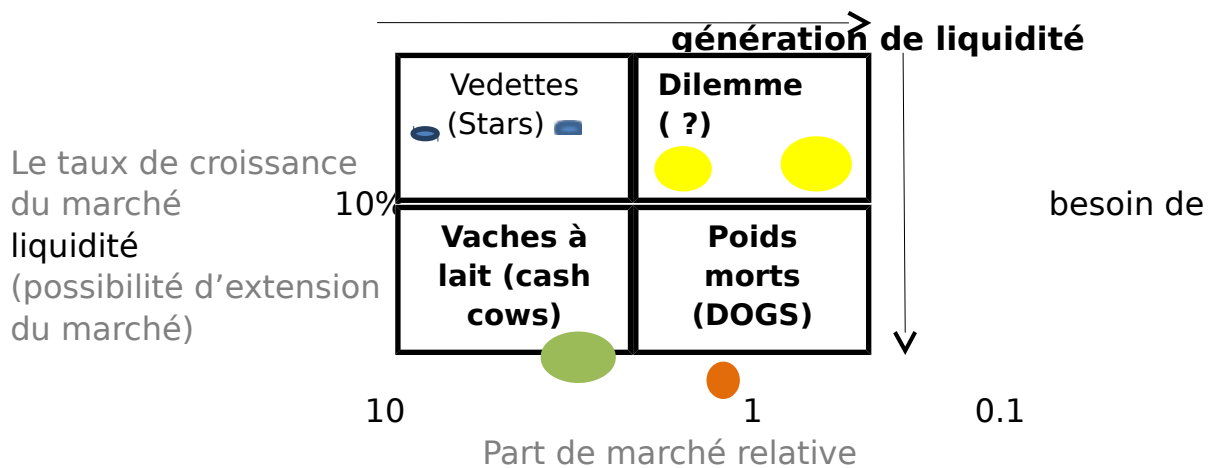 génération de liquidité
Vedettes
(Stars)
Dilemme
( ?)
Le taux de croissance
du marché
10%
besoin de
liquidité
(possibilité d’extension
du marché)
Vaches à
lait (cash
cows)
Poids
morts
(DOGS)
10
1
0.1
Part de marché relative